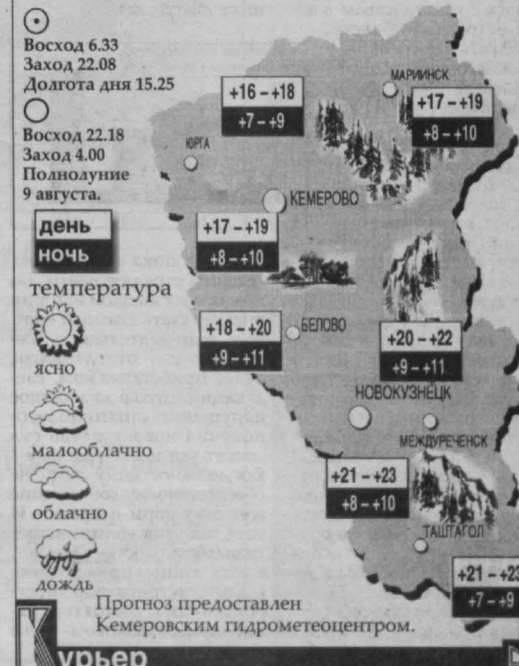 Восход 6.33
Заход 22.08
Долгота дня 15.25
Восход 22.18
Заход 4.00
Полнолуние
9 августа.
день
ночь
температура
ясно
малооблачно
облачно
дождь
МАРИИНСК
+16 – +18
+7 – +9
+17 – +19
+8 – +10
ЮРГА
КЕМЕРОВО
+17 – +19
+8 – +10
+18 – +20
+9 – +11
БЕЛОВО
+20 – +22
+9 – +11
НОВОКУЗНЕЦК
МЕЖДУРЕЧЕНСК
+21 – +23
+8 – +10
ТАШТАГОЛ
+21 – +23
+7 – +9
Прогноз предоставлен
Кемеровским гидрометеоцентром.
Курьер